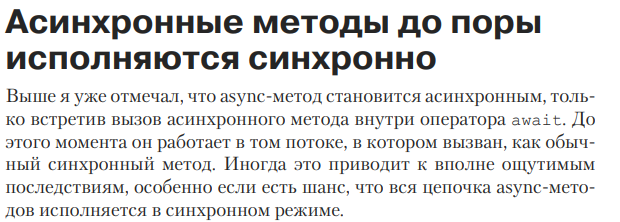 Асинхронные методы до поры
исполняются синхронно
Выше я уже отмечал, что async-метод становится асинхронным, толь-
ко встретив вызов асинхронного метода внутри оператора await. До
этого момента он работает в том потоке, в котором вызван, как обыч-
ный синхронный метод. Иногда это приводит к вполне ощутимым
последствиям, особенно если есть шанс, что вся цепочка async-мето-
дов исполняется в синхронном режиме.